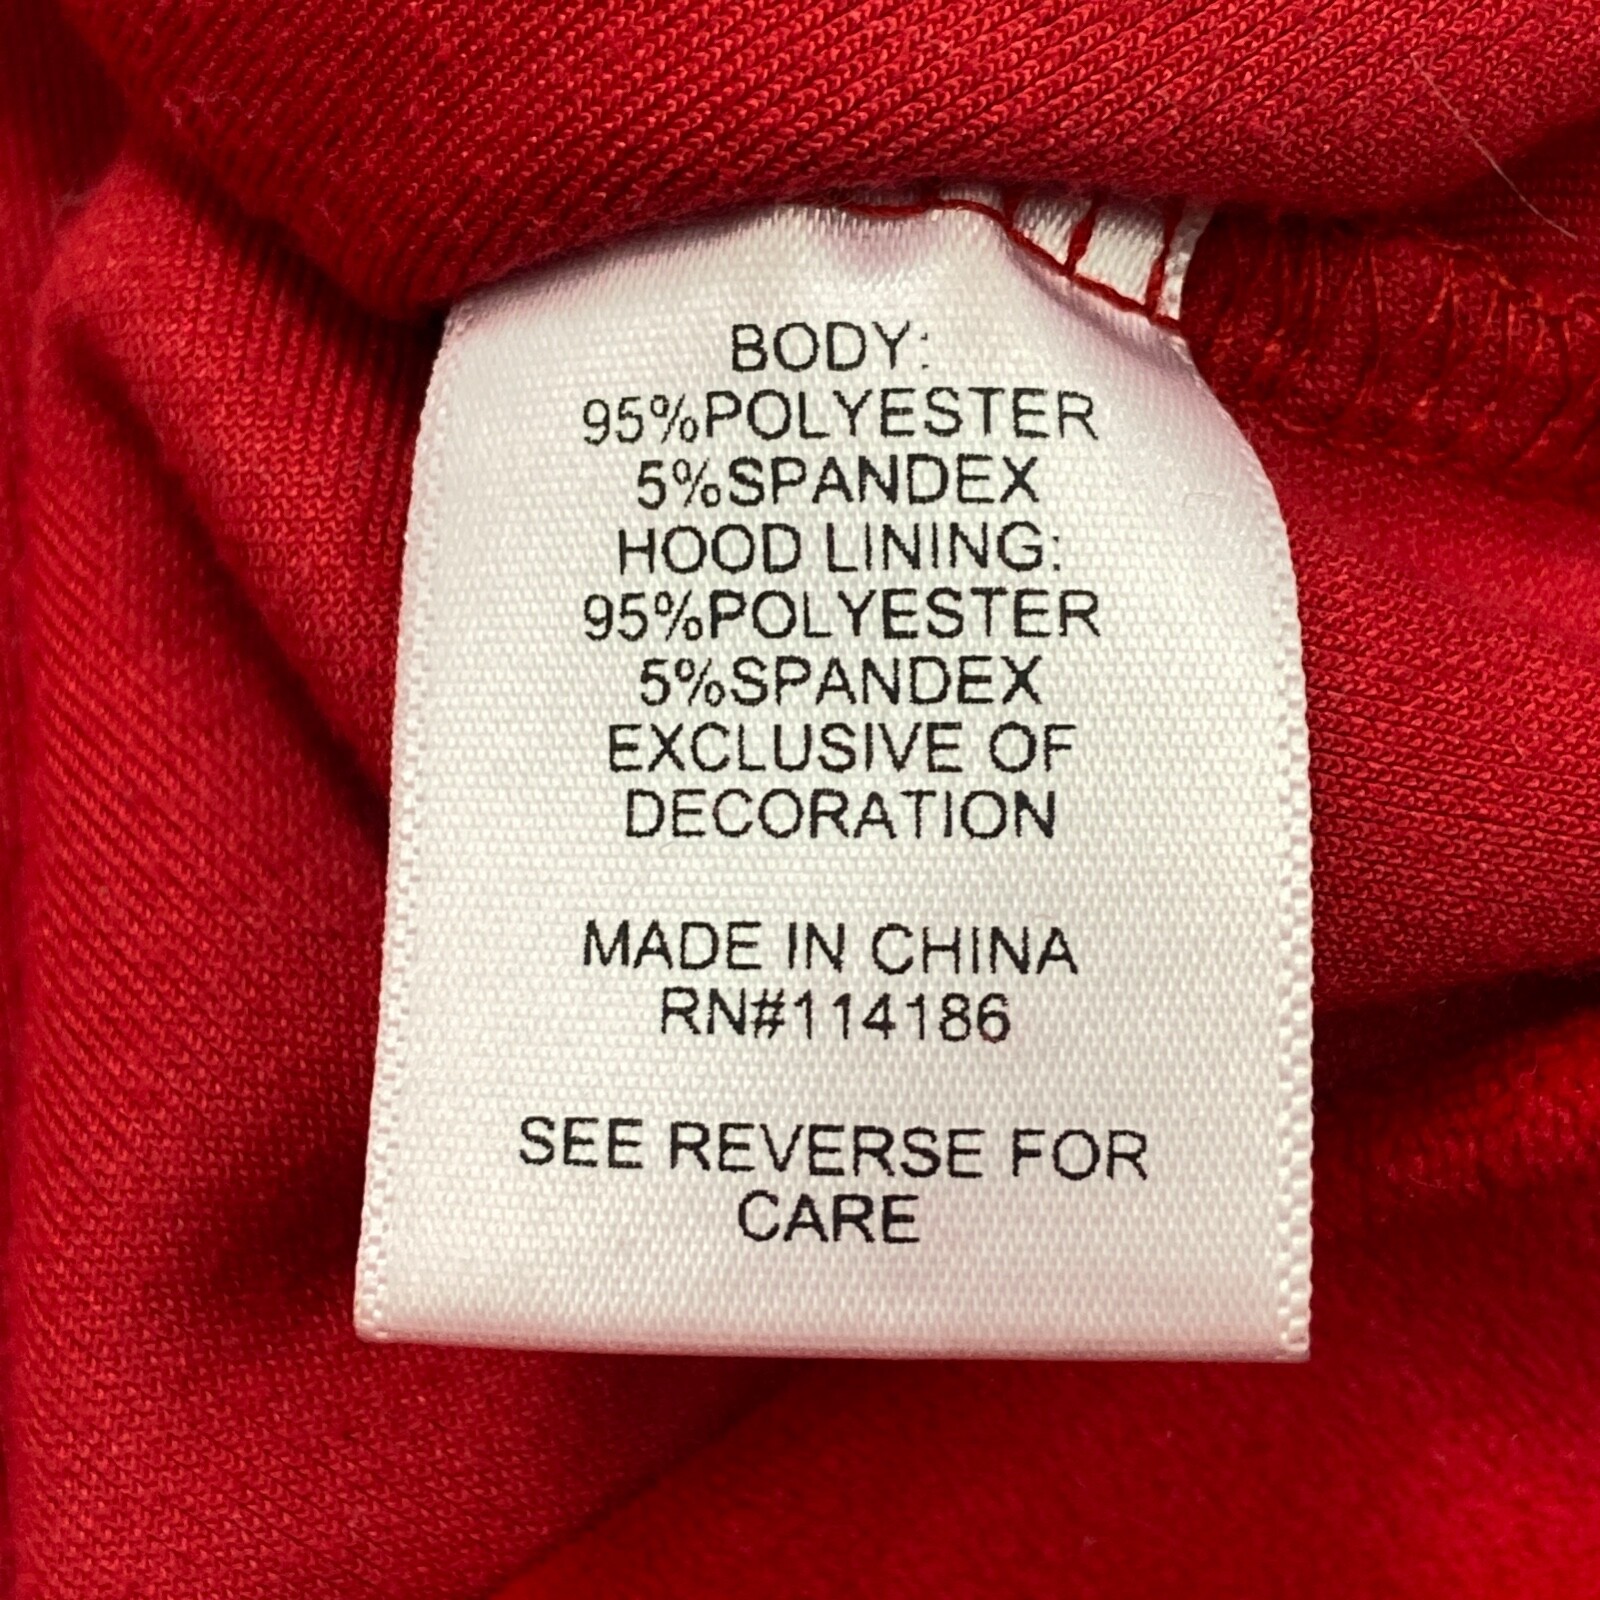 BODY:
95%POLYESTER
5%SPANDEX
HOOD LINING:
95%POLYESTER
5%SPANDEX
EXCLUSIVE OF
DECORATION
MADE IN CHINA
RN#114186
SEE REVERSE FOR
CARE